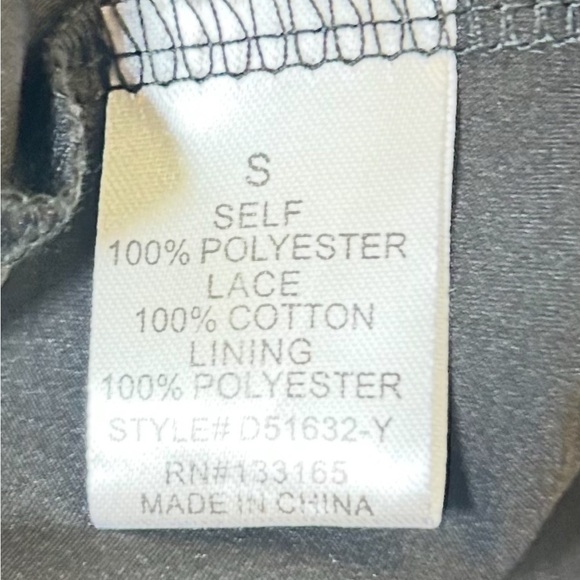 S
SELF
100% POLYESTER
LACE
100% COTTON
LINING
100% POLYESTER
STYLE# D51632-Y
RN#133165
MADE IN CHINA